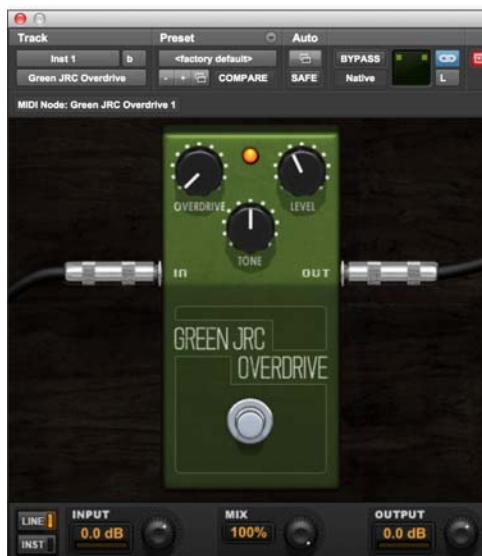 Track Preset Auto
Inst 1 b <factory default> BYPASS
Green JRC Overdrive - + COMPARE SAFE Native L
MIDI Node: Green JRC Overdrive 1
OVERDRIVE LEVEL
TONE
IN OUT
GREEN JRC
OVERDRIVE
INPUT MIX OUTPUT
LINE 0.0 dB 100% 0.0 dB
INST